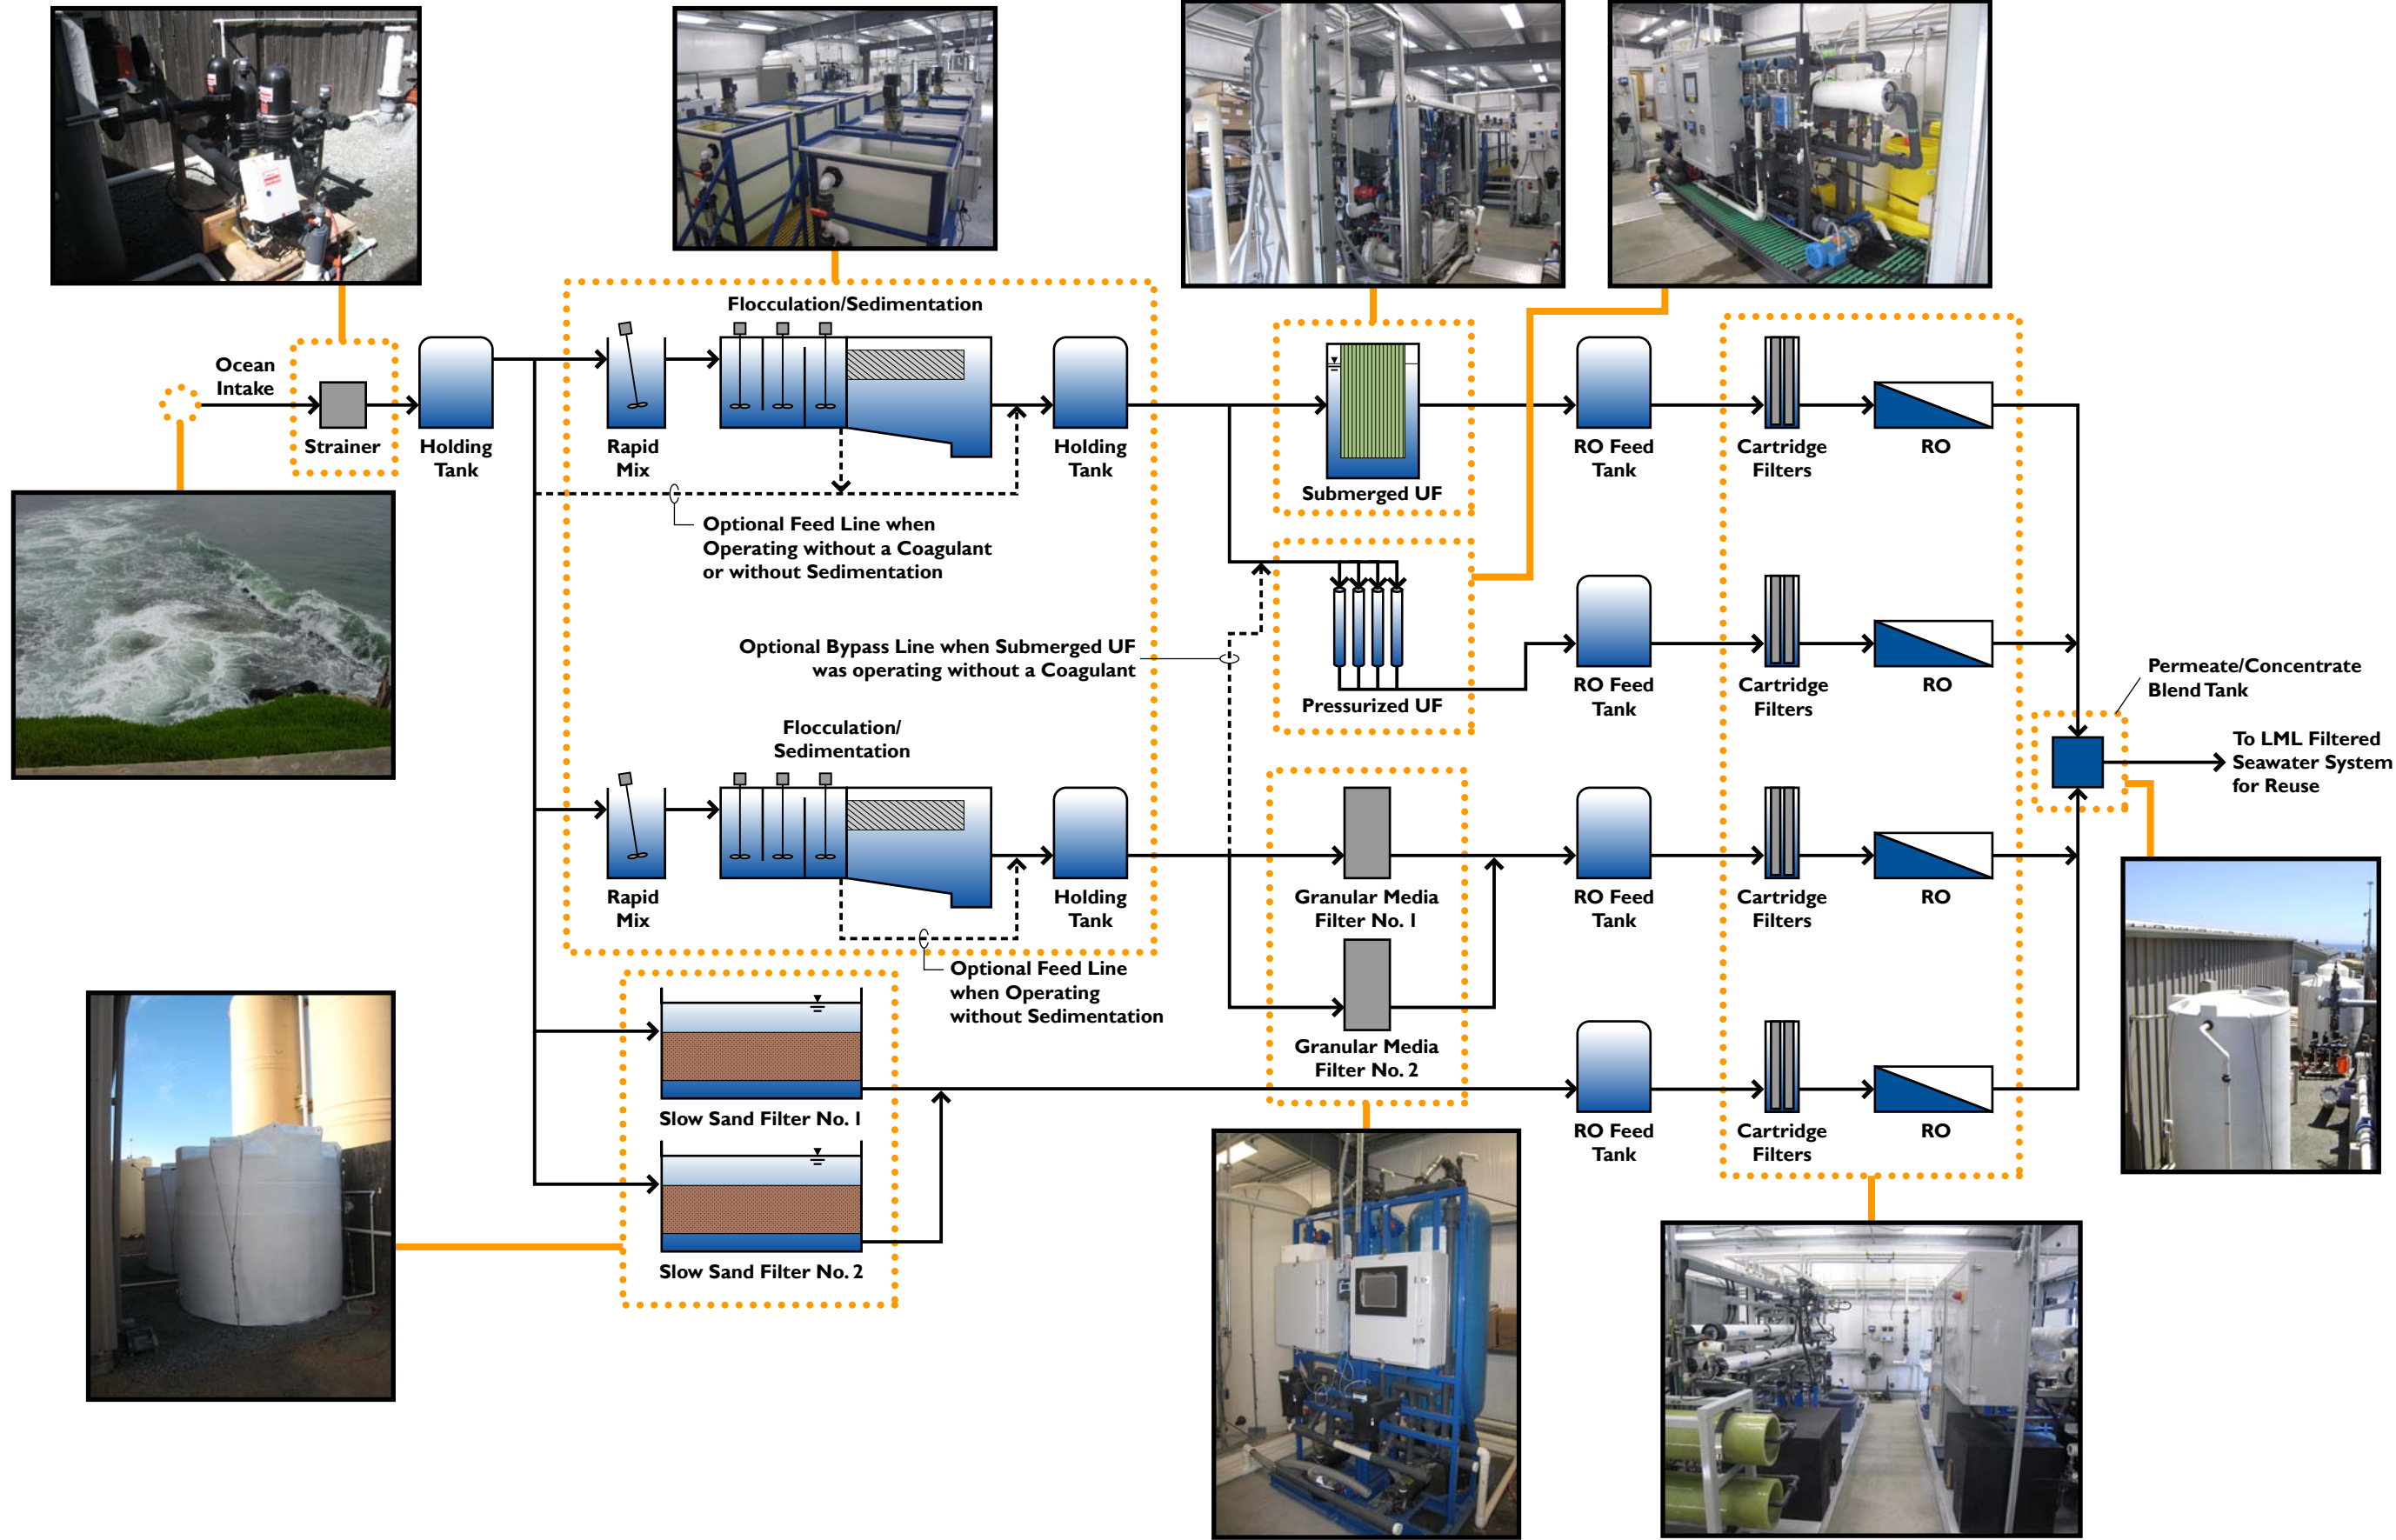 Flocculation/Sedimentation
Ocean
Intake
Strainer
Holding
Tank
Rapid
Mix
Holding
Tank
Submerged UF
RO Feed
Tank
Cartridge
Filters
RO
Optional Feed Line when
Operating without a Coagulant
or without Sedimentation
Optional Bypass Line when Submerged UF
was operating without a Coagulant
Pressurized UF
RO Feed
Tank
Cartridge
Filters
RO
Permeate/Concentrate
Blend Tank
To LML Filtered
Seawater System
for Reuse
Flocculation/
Sedimentation
Rapid
Mix
Holding
Tank
Granular Media
Filter No. 1
RO Feed
Tank
Cartridge
Filters
RO
Optional Feed Line
when Operating
without Sedimentation
Granular Media
Filter No. 2
Slow Sand Filter No. 1
RO Feed
Tank
Cartridge
Filters
RO
Slow Sand Filter No. 2